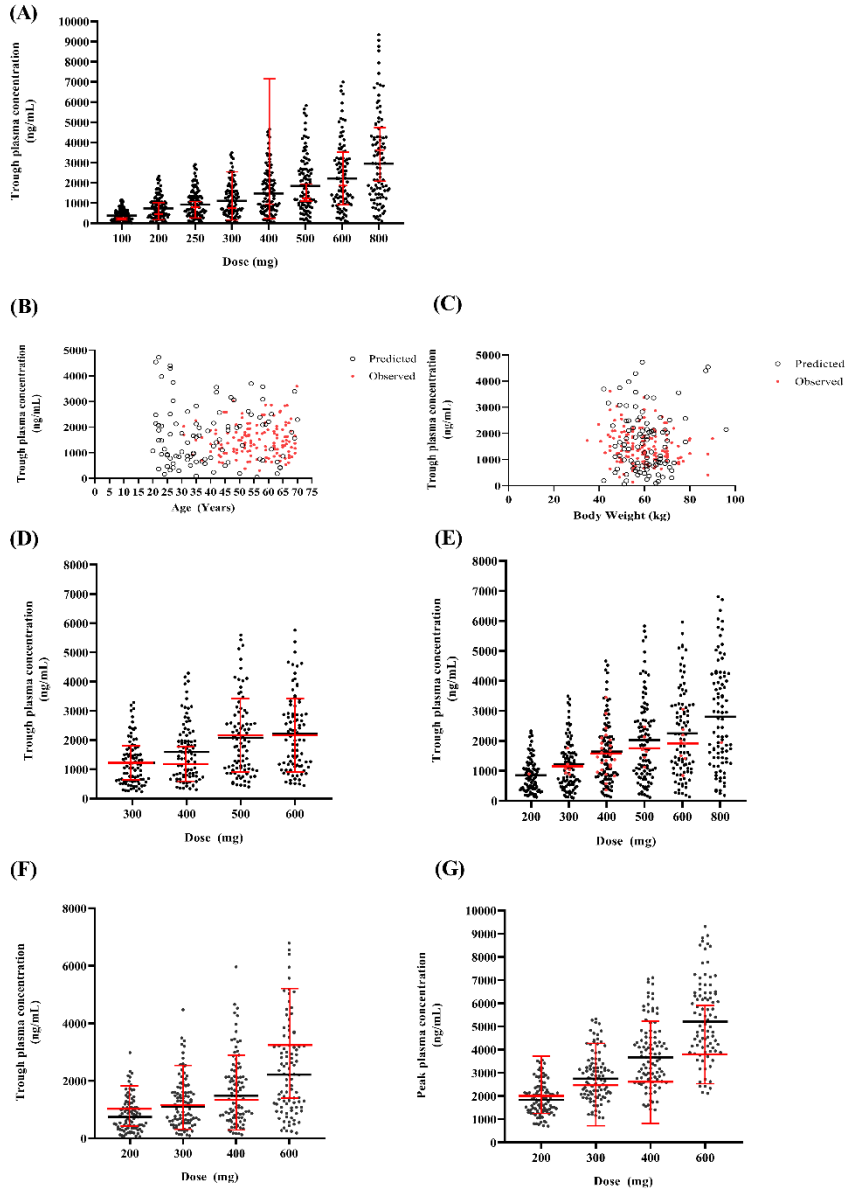 (A)
Trough plasma concentration
(ng/mL)
10000
9000
8000
7000
6000
5000
4000
3000
2000
1000
0
100 200 250 300 400 500 600 800
Dose (mg)
(B)
Trough plasma concentration
(ng/mL)
5000
4000
3000
2000
1000
0
0 5 10 15 20 25 30 35 40 45 50 55 60 65 70 75
Age (Years)
Predicted
Observed
(C)
Trough plasma concentration
(ng/mL)
5000
4000
3000
2000
1000
0
0 20 40 60 80 100
Body Weight (kg)
Predicted
Observed
(D)
Trough plasma concentration
(ng/mL)
8000
7000
6000
5000
4000
3000
2000
1000
0
300 400 500 600
Dose (mg)
(E)
Trough plasma concentration
(ng/mL)
8000
7000
6000
5000
4000
3000
2000
1000
0
200 300 400 500 600 800
Dose (mg)
(F)
Trough plasma concentration
(ng/mL)
8000
6000
4000
2000
0
200 300 400 600
Dose (mg)
(G)
Peak plasma concentration
(ng/mL)
10000
9000
8000
7000
6000
5000
4000
3000
2000
1000
0
200 300 400 600
Dose (mg)